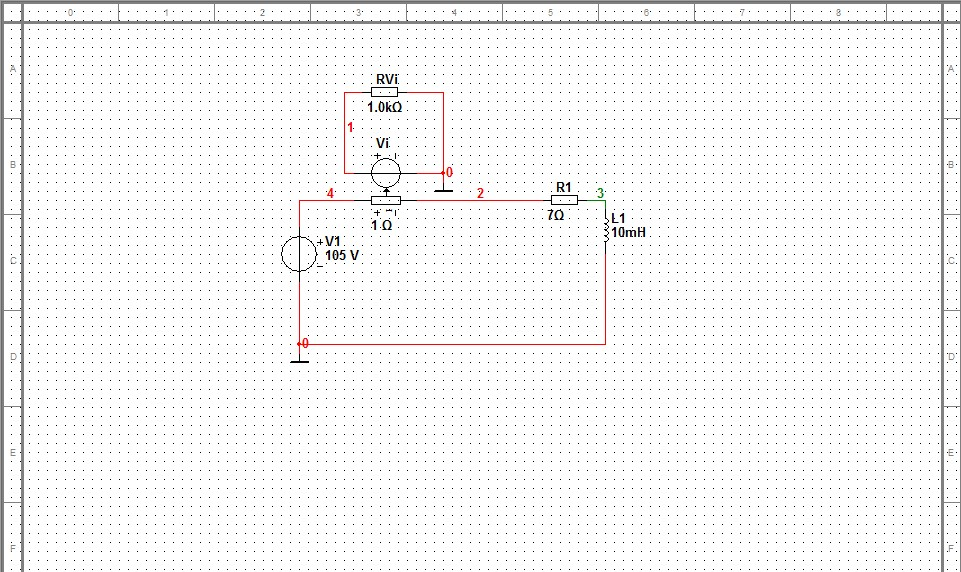 0 1 2 3 4 5 6 7 8
A A
RVi
1.0kΩ
1
Vi
+ -
B B
0
4 2 R1 3
+ -
1 Ω 7Ω L1
10mH
+ V1
C 105 V C
-
0
D D
E E
F F